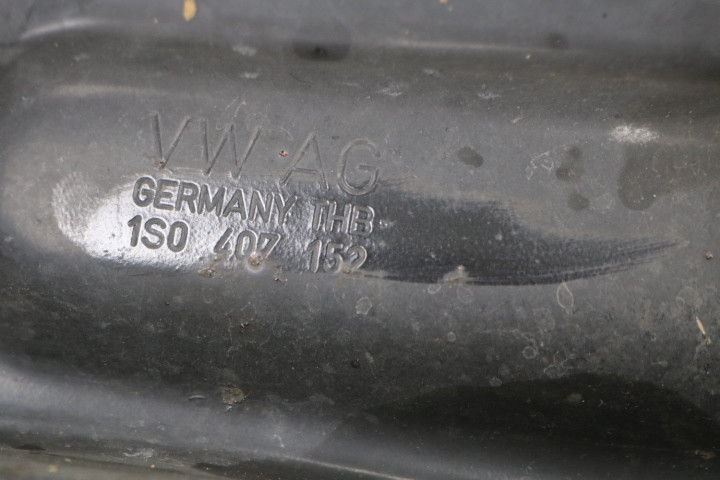 VW AG
GERMANY THB
1S0 407 152